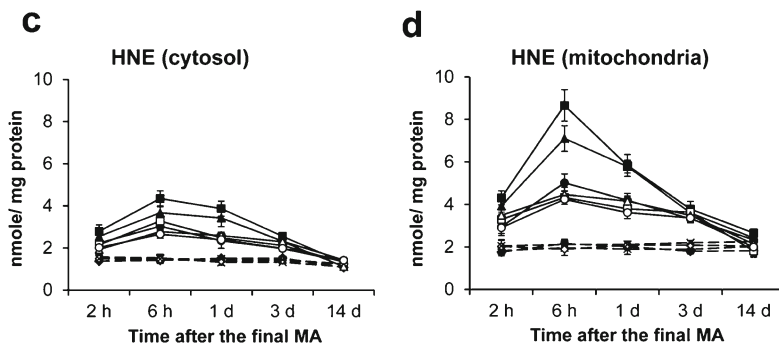 c
HNE (cytosol)
nmole/ mg protein
10
8
6
4
2
0
2 h 6 h 1 d 3 d 14 d
Time after the final MA
d
HNE (mitochondria)
nmole/ mg protein
10
8
6
4
2
0
2 h 6 h 1 d 3 d 14 d
Time after the final MA